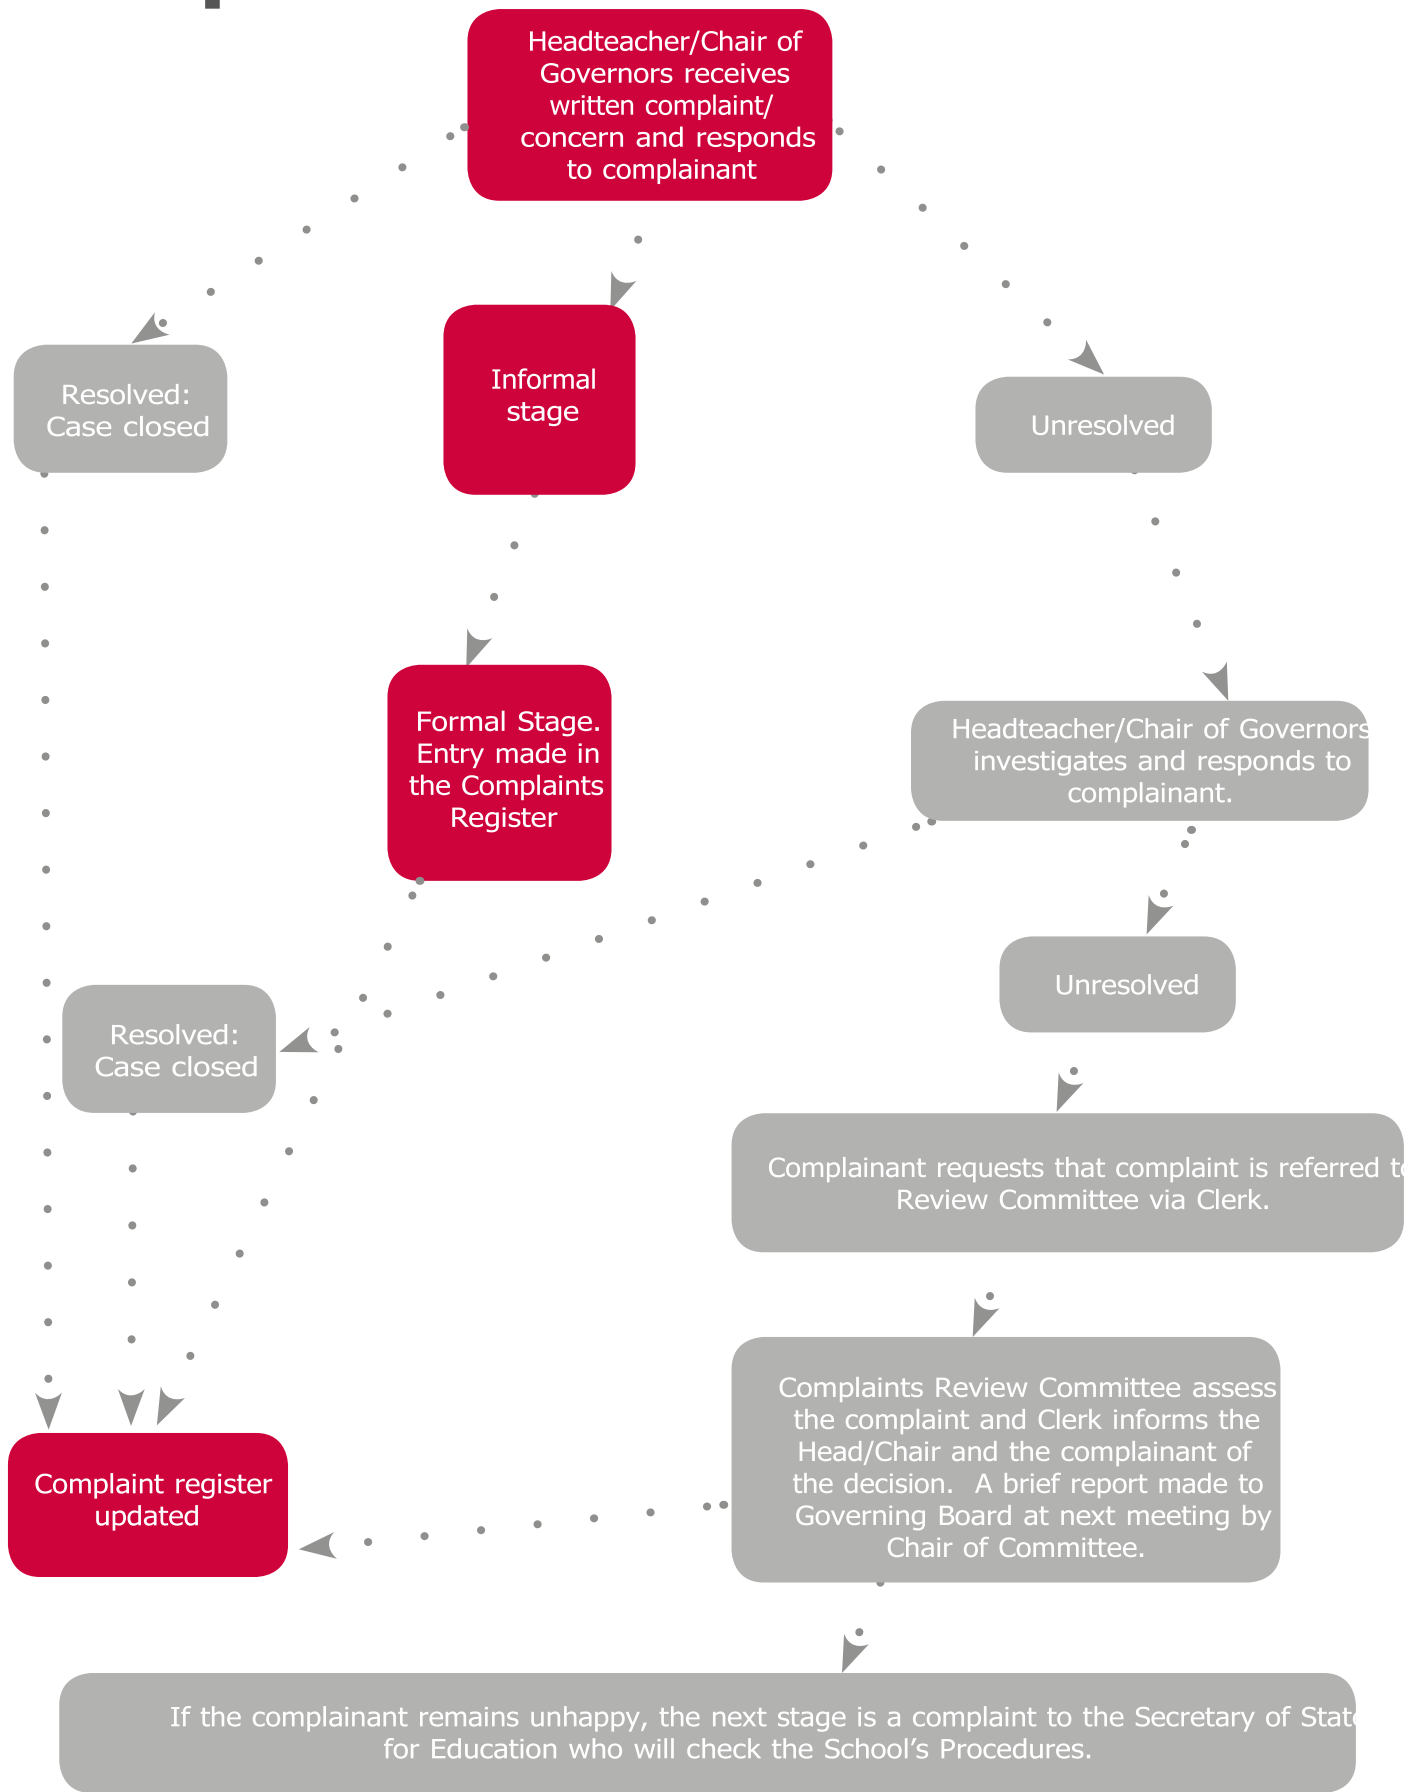 Headteacher/Chair of
Governors receives
written complaint/
concern and responds
to complainant
Resolved:
Case closed
Informal
stage
Unresolved
Formal Stage.
Entry made in
the Complaints
Register
Headteacher/Chair of Governors
investigates and responds to
complainant.
Resolved:
Case closed
Unresolved
Complainant requests that complaint is referred to
Review Committee via Clerk.
Complaints Review Committee assess
the complaint and Clerk informs the
Head/Chair and the complainant of
the decision.  A brief report made to
Governing Board at next meeting by
Chair of Committee.
Complaint register
updated
If the complainant remains unhappy, the next stage is a complaint to the Secretary of State
for Education who will check the School’s Procedures.